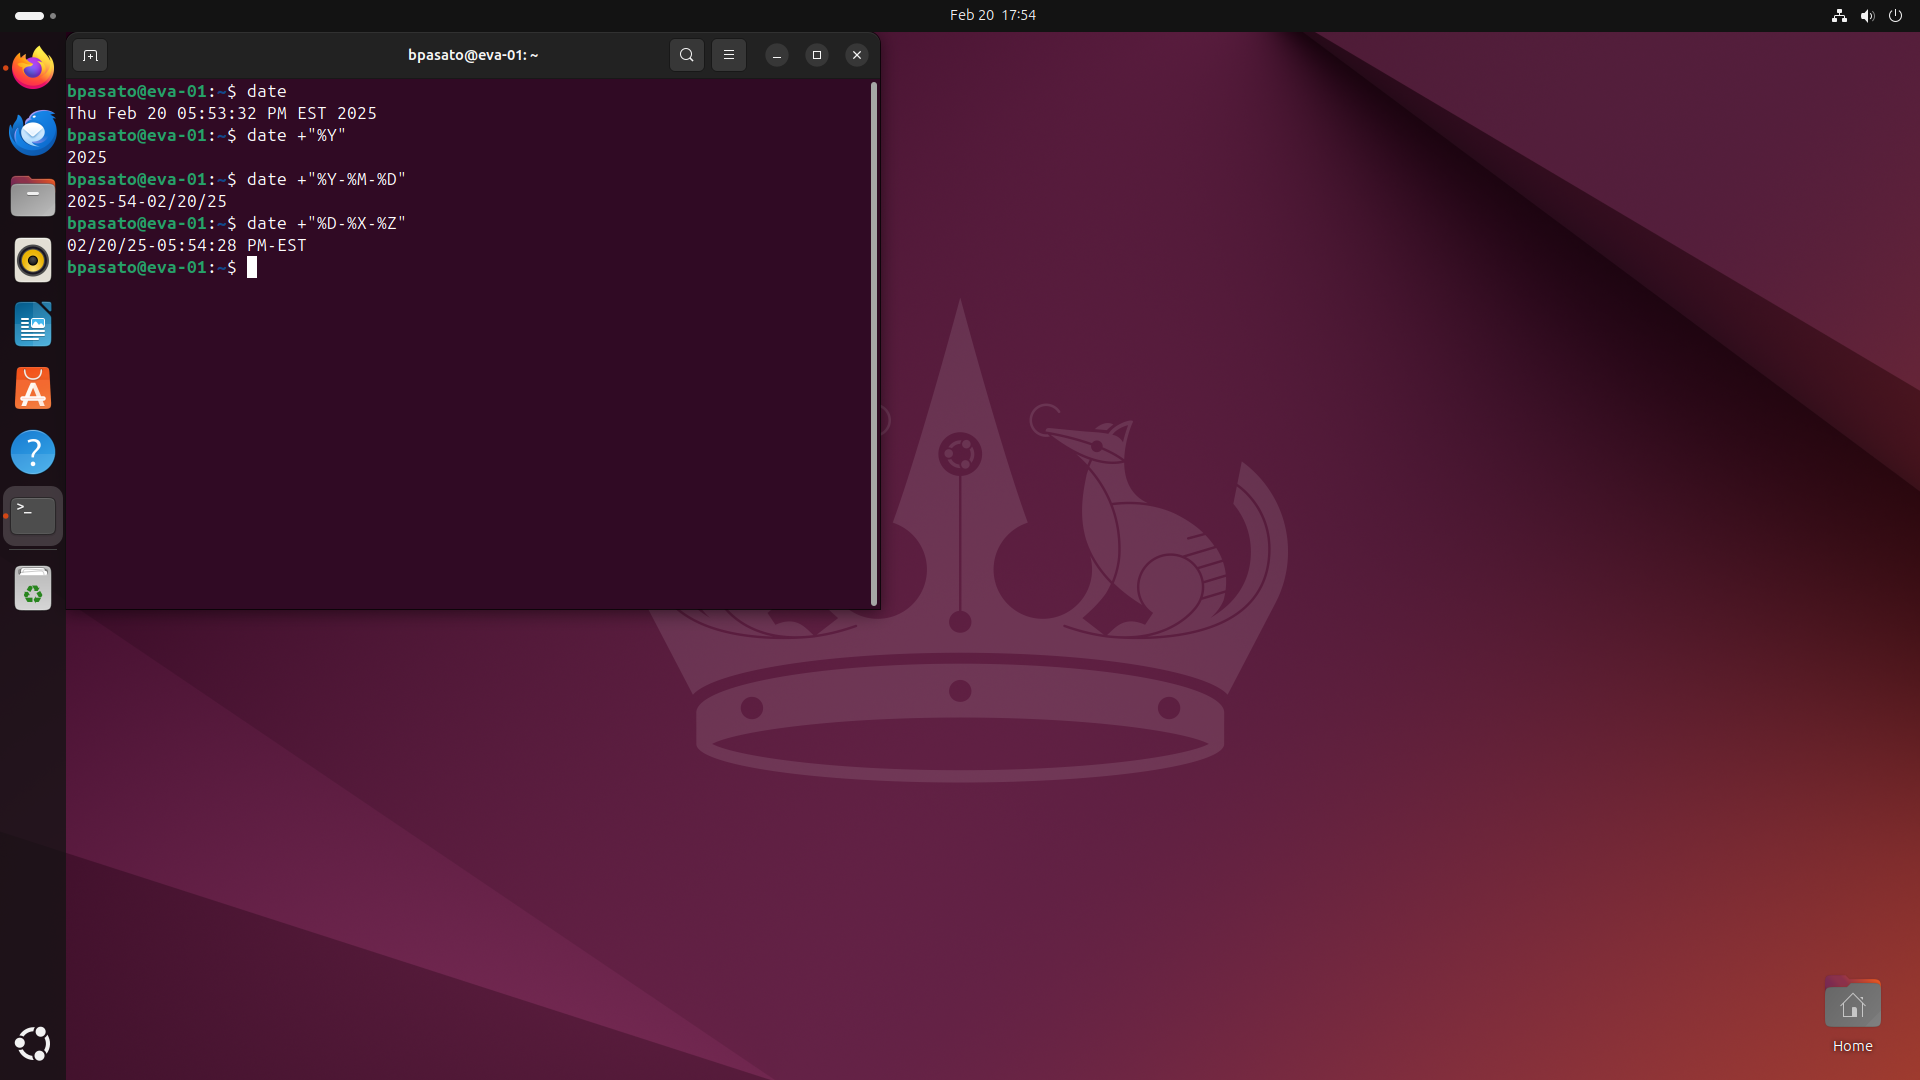 Feb 20 17:54
bpasato@eva-01: ~
bpasato@eva-01:~$ date
Thu Feb 20 05:53:32 PM EST 2025
bpasato@eva-01:~$ date +"%Y"
2025
bpasato@eva-01:~$ date +"%Y-%M-%D"
2025-54-02/20/25
bpasato@eva-01:~$ date +"%D-%X-%Z"
02/20/25-05:54:28 PM-EST
bpasato@eva-01:~$
>_
?
Home